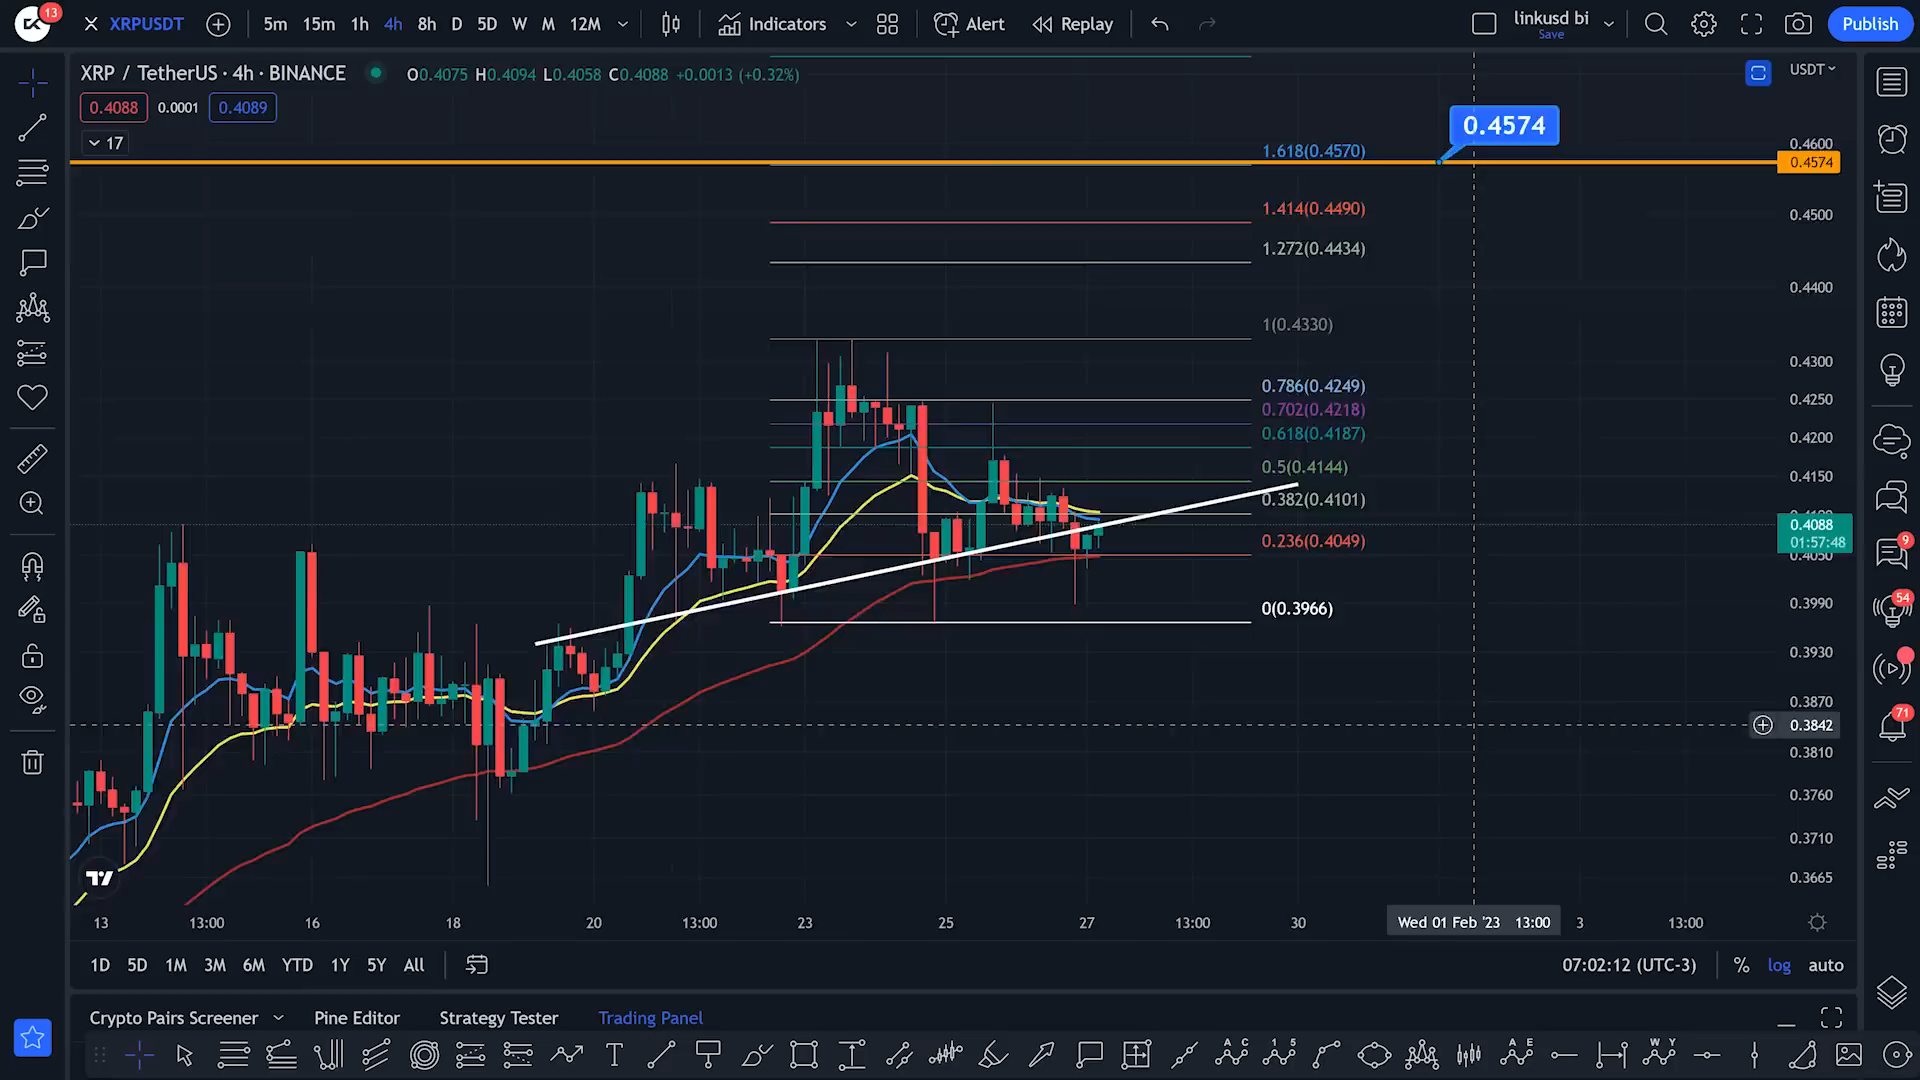 13
XRPUSDT
5m 15m 1h 4h 8h D 5D W M 12M
Indicators
Alert
Replay
linkusd bi
Save
Publish
XRP / TetherUS · 4h · BINANCE
O0.4075 H0.4094 L0.4058 C0.4088 +0.0013 (+0.32%)
USDT
0.4088 0.0001 0.4089
17
0.4574
0.4600
1.618(0.4570)
0.4574
1.414(0.4490)
0.4500
1.272(0.4434)
0.4400
1(0.4330)
0.4300
0.786(0.4249)
0.4250
0.702(0.4218)
0.618(0.4187)
0.4200
0.5(0.4144)
0.4150
0.382(0.4101)
0.4088
01:57:48
0.236(0.4049)
0.4050
9
0(0.3966)
0.3990
54
0.3930
0.3870
71
0.3842
0.3810
0.3760
0.3710
0.3665
13 13:00 16 18 20 13:00 23 25 27 13:00 30 Wed 01 Feb '23 13:00 3 13:00
1D 5D 1M 3M 6M YTD 1Y 5Y All
07:02:12 (UTC-3) % log auto
Crypto Pairs Screener Pine Editor Strategy Tester Trading Panel
T A C 1 5 A E W Y